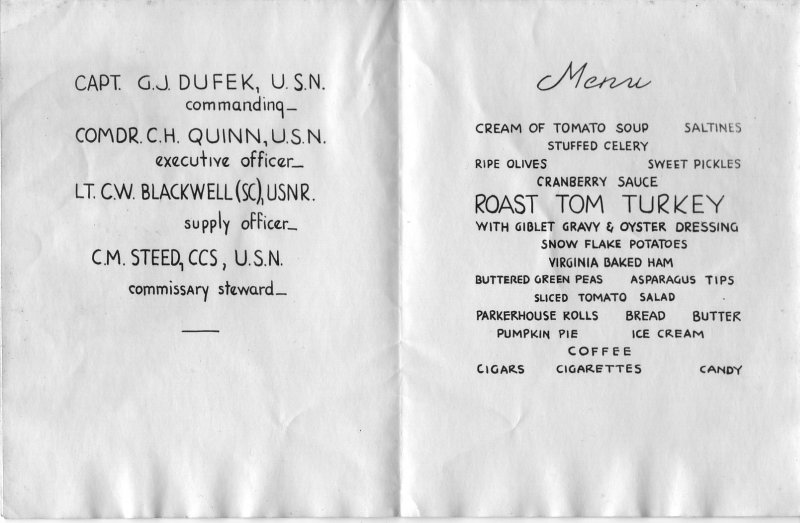 CAPT. G.J. DUFEK, U.S.N.
commanding_
COMDR. C.H. QUINN, U.S.N.
executive officer_
LT. C.W. BLACKWELL (SC), USNR.
supply officer_
C.M. STEED, CCS, U.S.N.
commissary steward_
Menu
CREAM OF TOMATO SOUP SALTINES
STUFFED CELERY
RIPE OLIVES SWEET PICKLES
CRANBERRY SAUCE
ROAST TOM TURKEY
WITH GIBLET GRAVY & OYSTER DRESSING
SNOW FLAKE POTATOES
VIRGINIA BAKED HAM
BUTTERED GREEN PEAS ASPARAGUS TIPS
SLICED TOMATO SALAD
PARKERHOUSE ROLLS BREAD BUTTER
PUMPKIN PIE ICE CREAM
COFFEE
CIGARS CIGARETTES CANDY